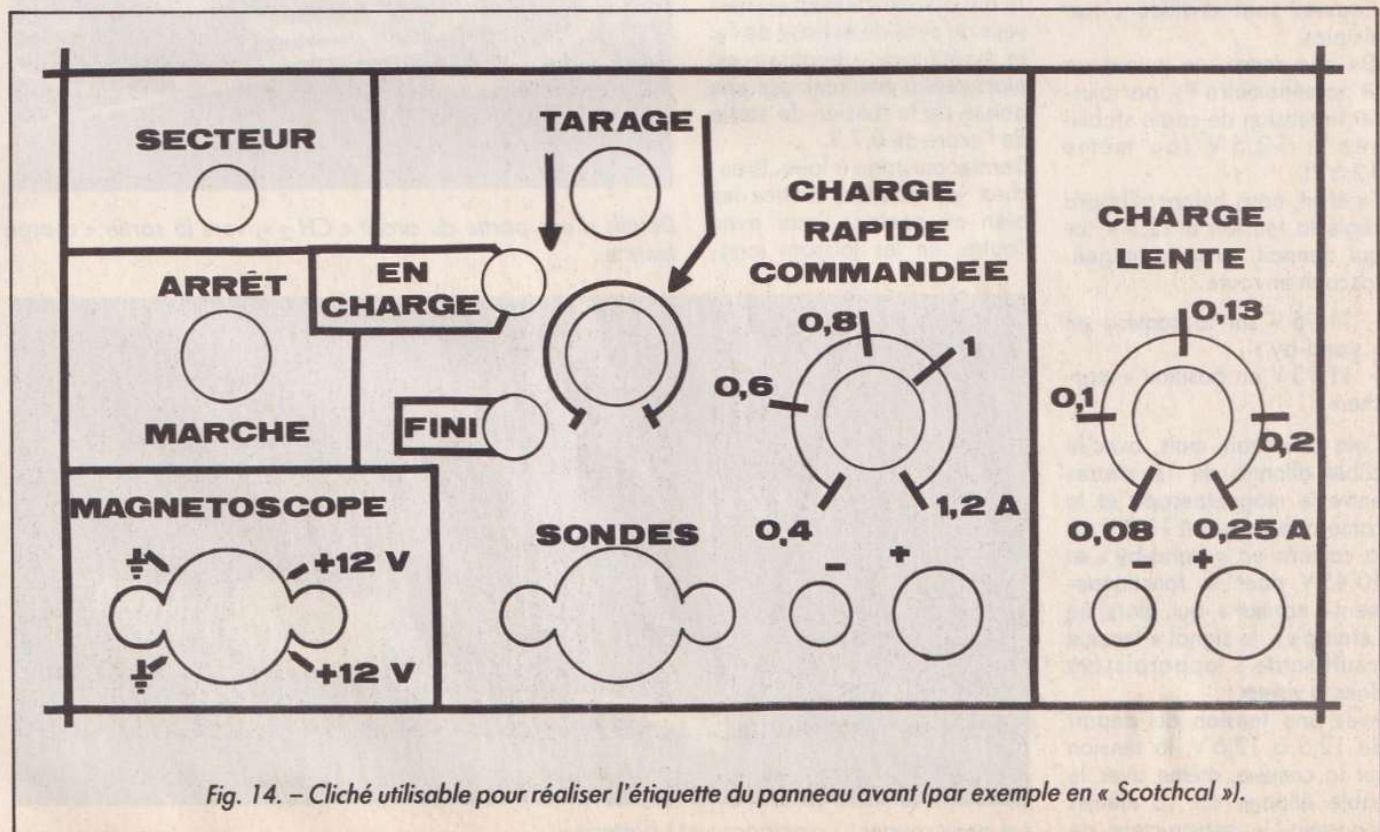 SECTEUR
ARRÊT
MARCHE
EN
CHARGE
FINI
TARAGE
CHARGE
RAPIDE
COMMANDEE
0,4
0,6
0,8
1
1,2 A
-
+
CHARGE
LENTE
0,08
0,1
0,13
0,2
0,25 A
-
+
MAGNETOSCOPE
+12 V
+12 V
SONDES
Fig. 14. – Cliché utilisable pour réaliser l'étiquette du panneau avant (par exemple en « Scotchcal »).